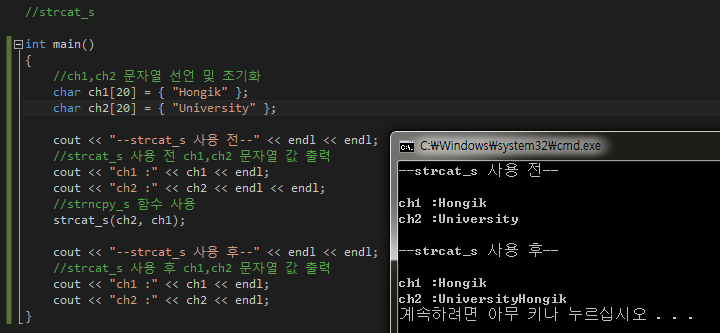 //strcat_s
int main()
{
//ch1,ch2 문자열 선언 및 초기화
char ch1[20] = { "Hongik" };
char ch2[20] = { "University" };
cout << "--strcat_s 사용 전--" << endl << endl;
//strcat_s 사용 전 ch1,ch2 문자열 값 출력
cout << "ch1 :" << ch1 << endl;
cout << "ch2 :" << ch2 << endl << endl;
//strncpy_s 함수 사용
strcat_s(ch2, ch1);
cout << "--strcat_s 사용 후--" << endl << endl;
//strcat_s 사용 후 ch1,ch2 문자열 값 출력
cout << "ch1 :" << ch1 << endl;
cout << "ch2 :" << ch2 << endl;
}
C:₩Windows₩system32₩cmd.exe
--strcat_s 사용 전--
ch1 :Hongik
ch2 :University
--strcat_s 사용 후--
ch1 :Hongik
ch2 :UniversityHongik
계속하려면 아무 키나 누르십시오 . . .